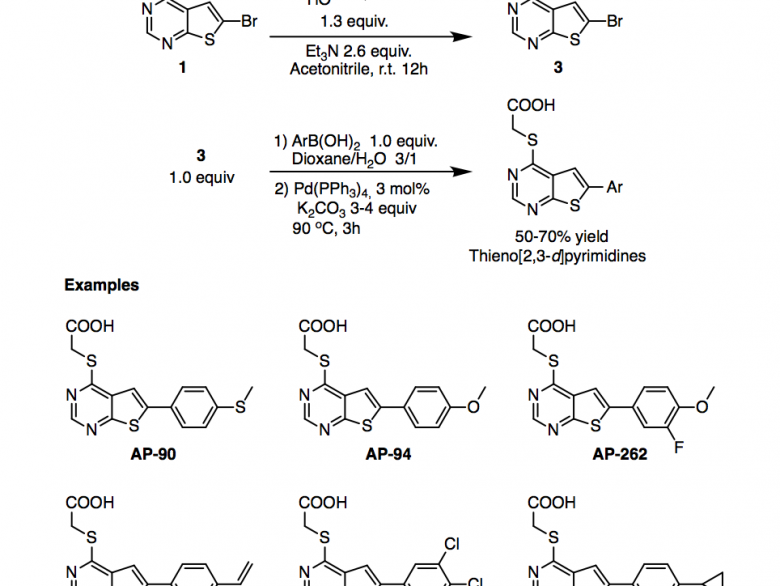 HO
N
N S Br
1.3 equiv.
Et₃N 2.6 equiv.
Acetonitrile, r.t. 12h
1
N
N S Br
3
COOH
S
N
N S Ar
3
1.0 equiv
1) ArB(OH)₂ 1.0 equiv.
Dioxane/H₂O 3/1
2) Pd(PPh₃)₄, 3 mol%
K₂CO₃ 3-4 equiv
90 ºC, 3h
50-70% yield
Thieno[2,3-d]pyrimidines
Examples
COOH
S
N
N S S
AP-90
COOH
S
N
N S O
AP-94
COOH
S
N
N S O
F
AP-262
COOH
S
N
COOH
S
N
Cl
Cl
COOH
S
N